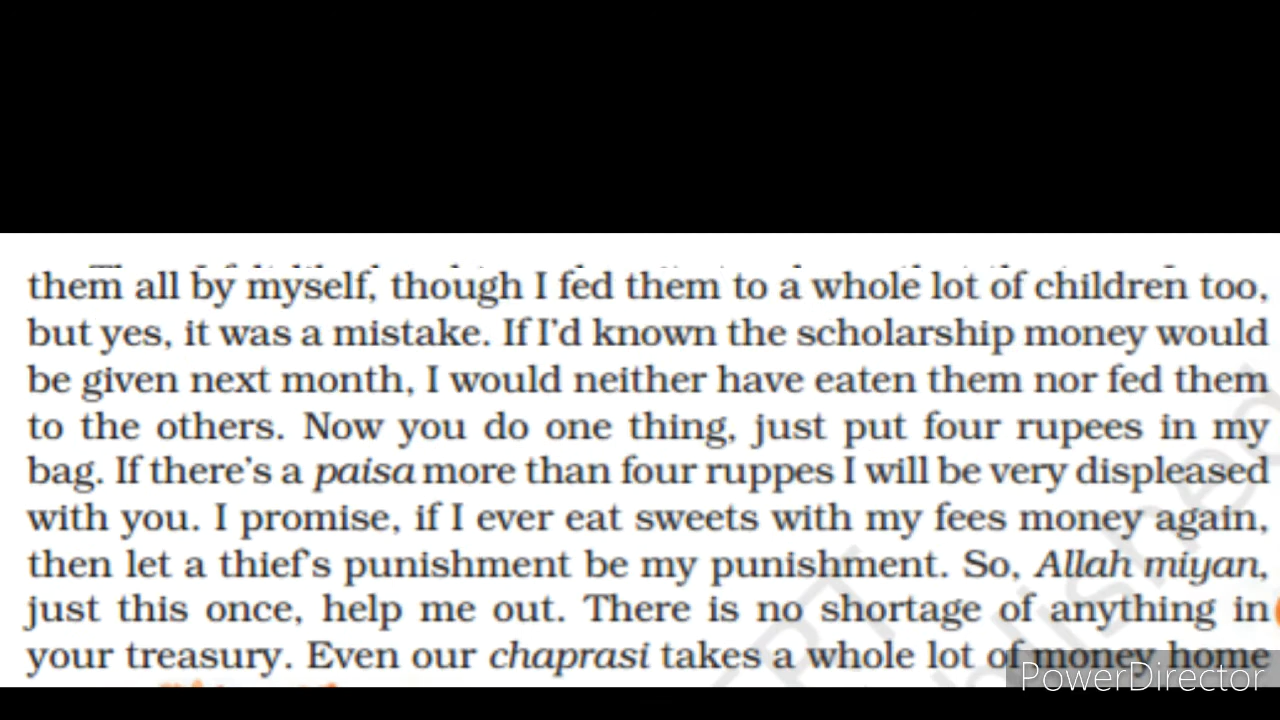 them all by myself, though I fed them to a whole lot of children too,
but yes, it was a mistake. If I'd known the scholarship money would
be given next month, I would neither have eaten them nor fed them
to the others. Now you do one thing, just put four rupees in my
bag. If there's a paisa more than four ruppes I will be very displeased
with you. I promise, if I ever eat sweets with my fees money again,
then let a thief's punishment be my punishment. So, Allah miyan,
just this once, help me out. There is no shortage of anything in
your treasury. Even our chaprasi takes a whole lot of money home
PowerDirector